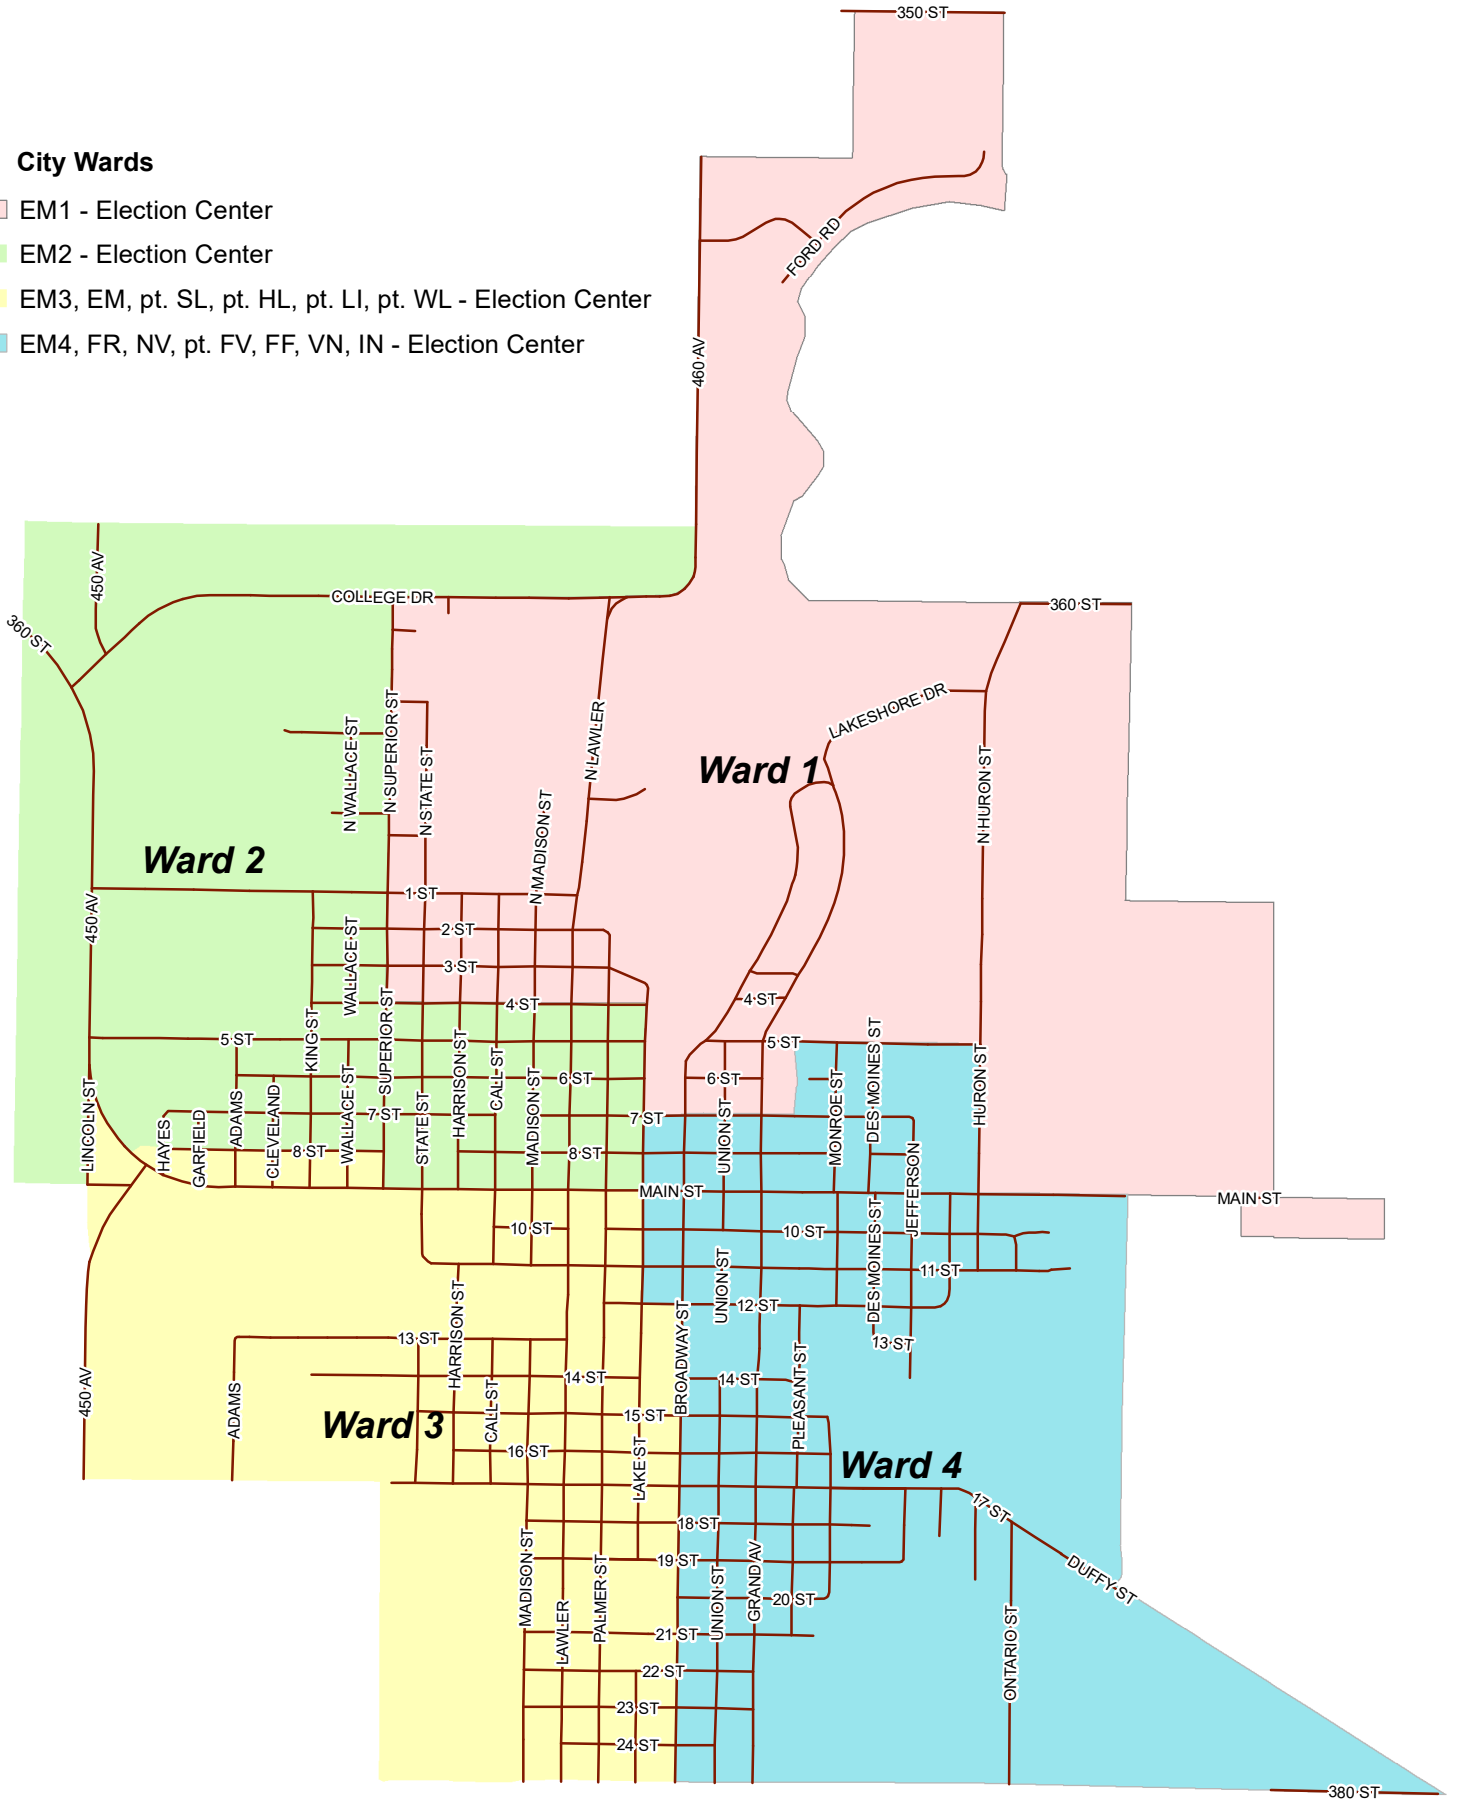 350 ST
City Wards
EM1 - Election Center
EM2 - Election Center
EM3, EM, pt. SL, pt. HL, pt. LI, pt. WL - Election Center
EM4, FR, NV, pt. FV, FF, VN, IN - Election Center
FORD RD
460 AV
450 AV
COLLEGE DR
360 ST
360 ST
LAKESHORE DR
N WALLACE ST
N SUPERIOR ST
N STATE ST
N LAWLER
N MADISON ST
Ward 1
N HURON ST
Ward 2
1 ST
450 AV
2 ST
WALLACE ST
3 ST
SUPERIOR ST
4 ST
4 ST
5 ST
KING ST
5 ST
DES MOINES ST
HURON ST
HARRISON ST
CALL ST
6 ST
6 ST
LINCOLN ST
HAYES
GARFIELD
ADAMS
CLEVELAND
WALLACE ST
7 ST
STATE ST
MADISON ST
7 ST
UNION ST
MONROE ST
8 ST
8 ST
JEFFERSON
MAIN ST
MAIN ST
10 ST
10 ST
DES MOINES ST
UNION ST
11 ST
HARRISON ST
BROADWAY ST
12 ST
13 ST
13 ST
450 AV
ADAMS
14 ST
14 ST
PLEASANT ST
CALL ST
Ward 3
15 ST
16 ST
LAKE ST
Ward 4
17 ST
18 ST
MADISON ST
19 ST
GRAND AV
DUFFY ST
LAWLER
PALMER ST
UNION ST
20 ST
ONTARIO ST
21 ST
22 ST
23 ST
24 ST
380 ST